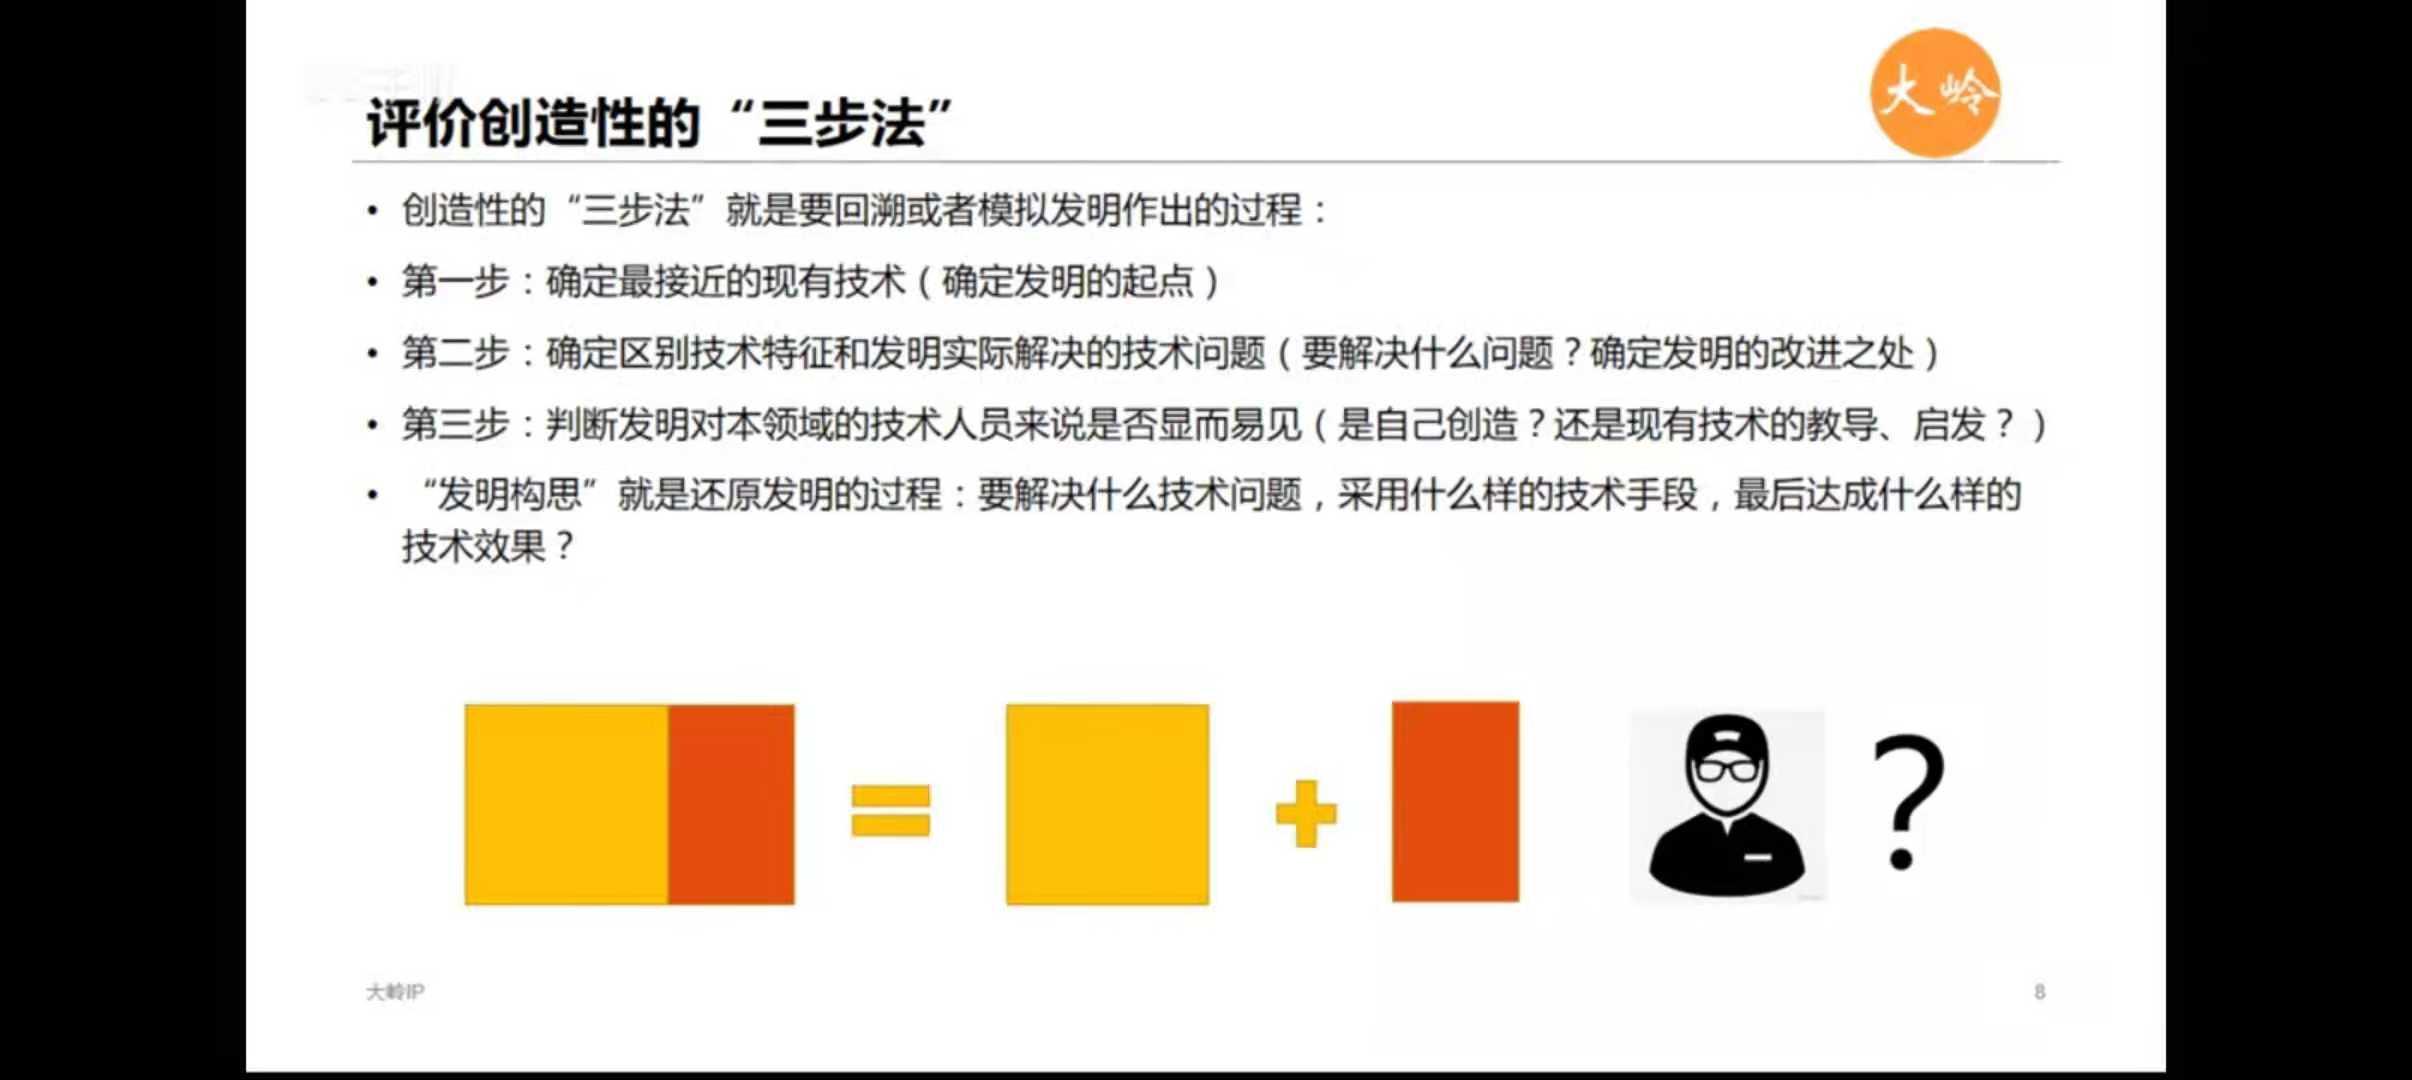 大岭
评价创造性的“三步法”
• 创造性的“三步法”就是要回溯或者模拟发明作出的过程：
• 第一步：确定最接近的现有技术（确定发明的起点）
• 第二步：确定区别技术特征和发明实际解决的技术问题（要解决什么问题？确定发明的改进之处）
• 第三步：判断发明对本领域的技术人员来说是否显而易见（是自己创造？还是现有技术的教导、启发？）
• “发明构思”就是还原发明的过程：要解决什么技术问题，采用什么样的技术手段，最后达成什么样的
技术效果？
= + ?
大岭IP
8